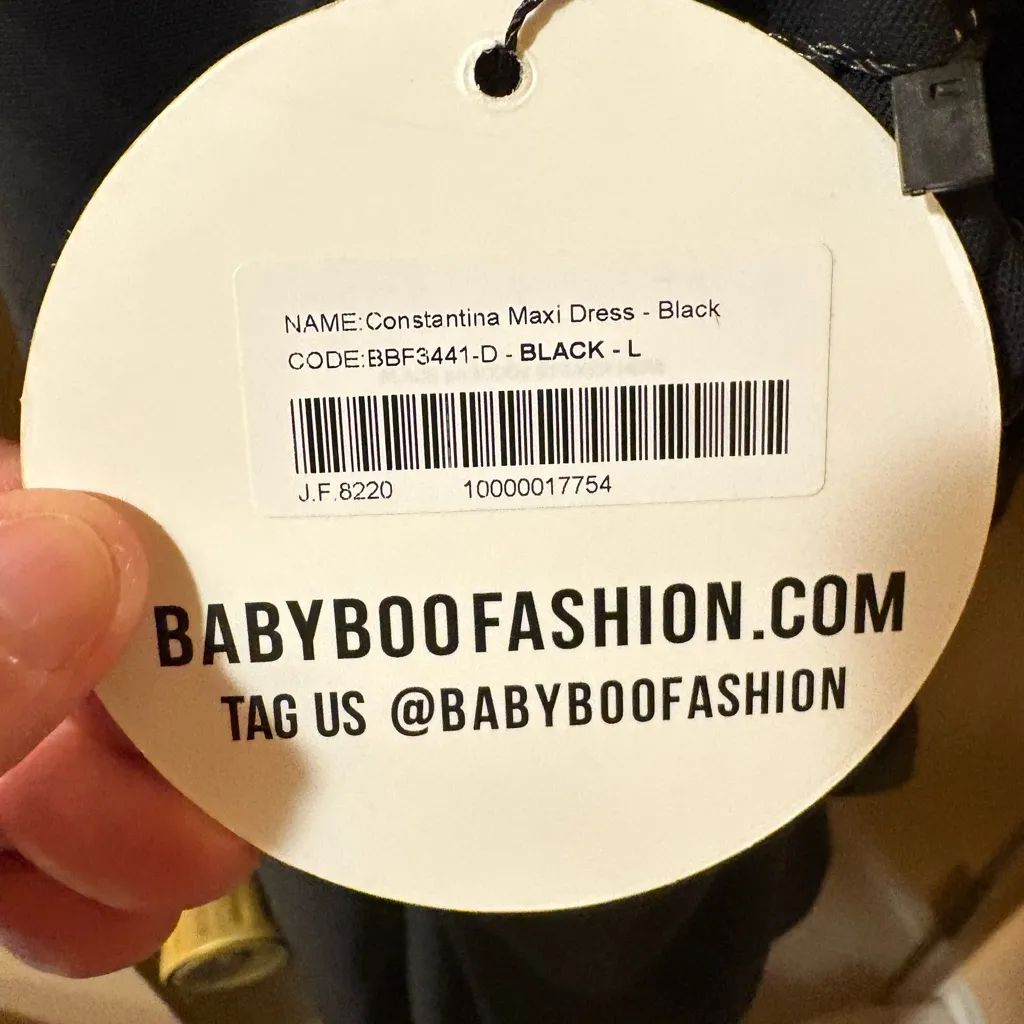 NAME:Constantina Maxi Dress - Black
CODE:BBF3441-D - BLACK - L
J.F.8220 10000017754
BABYBOOFASHION.COM
TAG US @BABYBOOFASHION